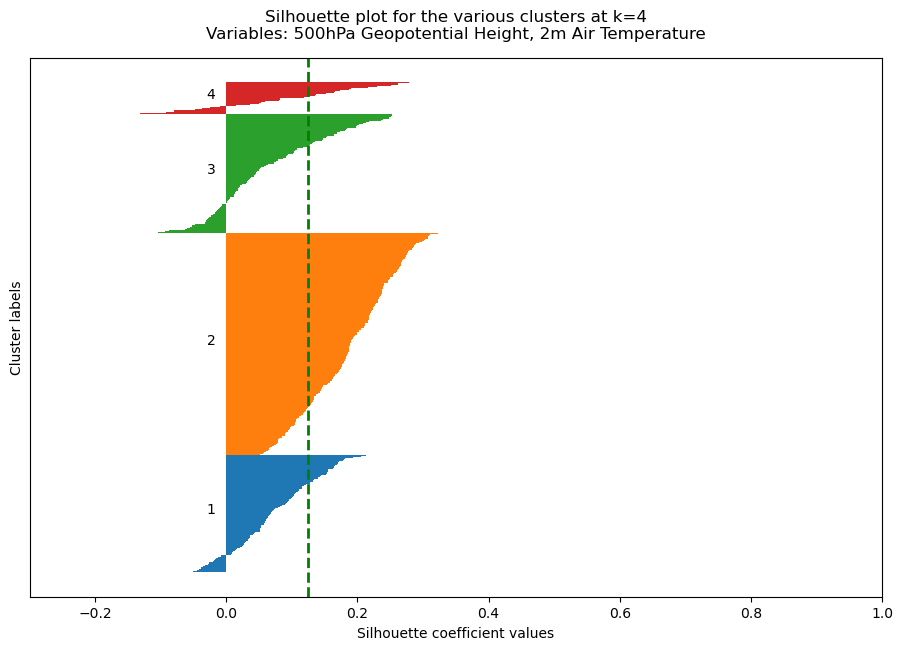 Silhouette plot for the various clusters at k=4
Variables: 500hPa Geopotential Height, 2m Air Temperature
4
3
2
1
Cluster labels
−0.2 0.0 0.2 0.4 0.6 0.8 1.0
Silhouette coefficient values